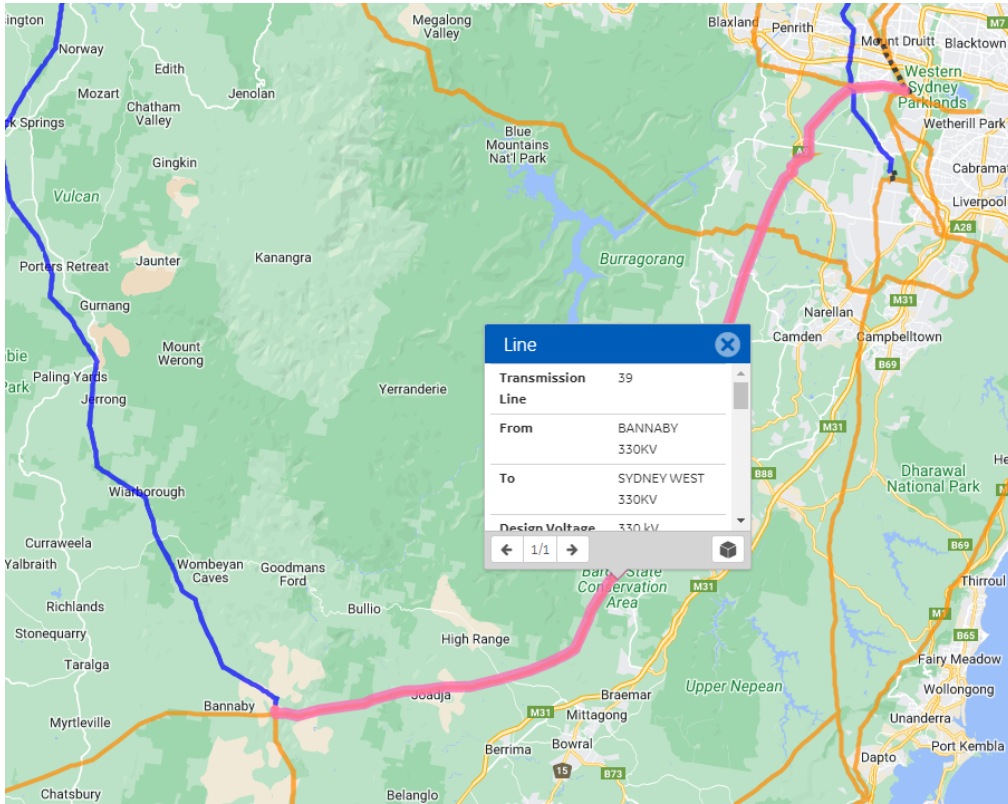 ington
Norway
Megalong
Valley
Blaxland
Penrith
M7
Mount Druitt
Blacktown
Edith
Mozart
Jenolan
Chatham
Valley
Western
Sydney
Parklands
ck Springs
Blue
Mountains
Nat'l Park
Wetherill Park
Gingkin
Cabramat
Vulcan
Liverpool
A28
Kanangra
Jaunter
Burragorang
Porters Retreat
Gurnang
M31
Narellan
Mount
Werong
Camden
Campbelltown
bie
Park
Paling Yards
B69
Jerrong
Yerranderie
M31
B88
He
Dharawal
National Park
Wiarborough
Line
Transmission
Line
39
From
BANNABY
330KV
To
SYDNEY WEST
330KV
Design Voltage
330 kV
1/1
Curraweela
Yalbraith
Wombeyan
Caves
Goodmans
Ford
State
Conservation
Area
M31
B69
Thirroul
Richlands
Bullio
M1
Stonequarry
High Range
B65
Taralga
Fairy Meadow
Joadja
Braemar
Upper Nepean
Wollongong
Bannaby
M31
Mittagong
Myrtleville
Unanderra
Berrima
Bowral
Port Kembla
Dapto
15
B73
Chatsbury
Belanglo